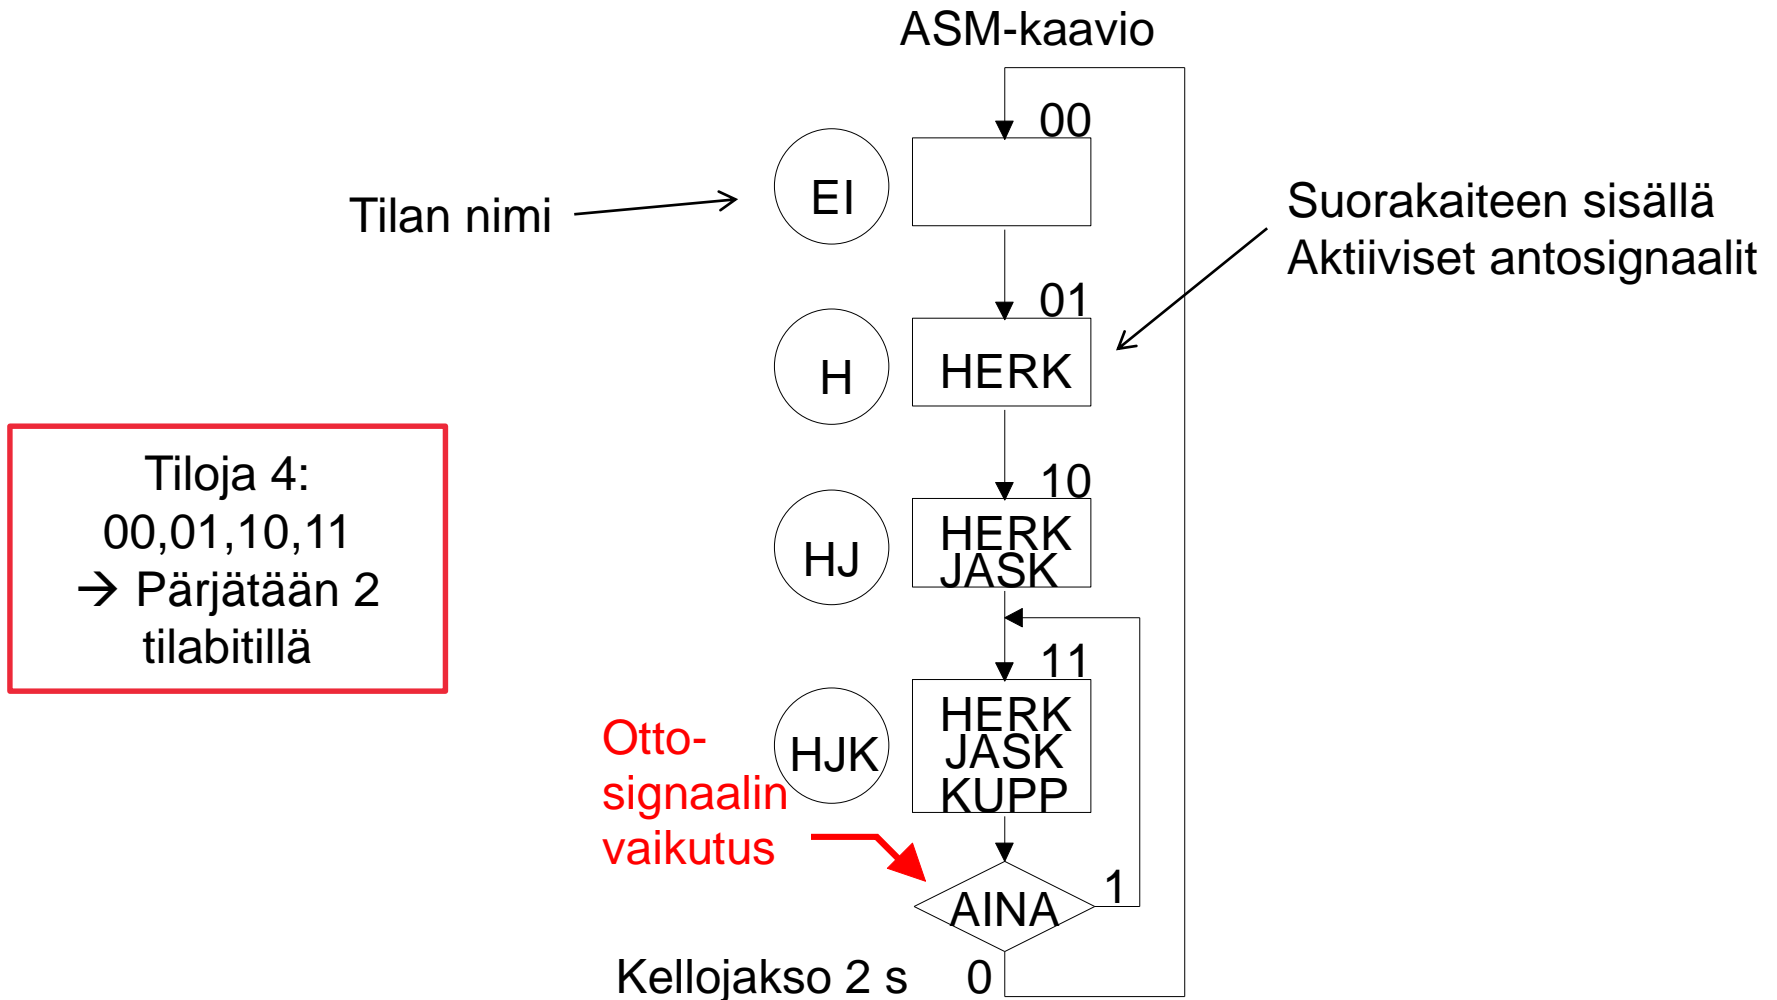 ASM-kaavio
00
EI
Tilan nimi
Suorakaiteen sisällä
Aktiiviset antosignaalit
01
H
HERK
Tiloja 4:
00,01,10,11
→ Pärjätään 2
tilabitillä
10
HJ
HERK
JASK
11
HJK
HERK
JASK
KUPP
Otto-
signaalin
vaikutus
AINA
1
Kellojakso 2 s
0